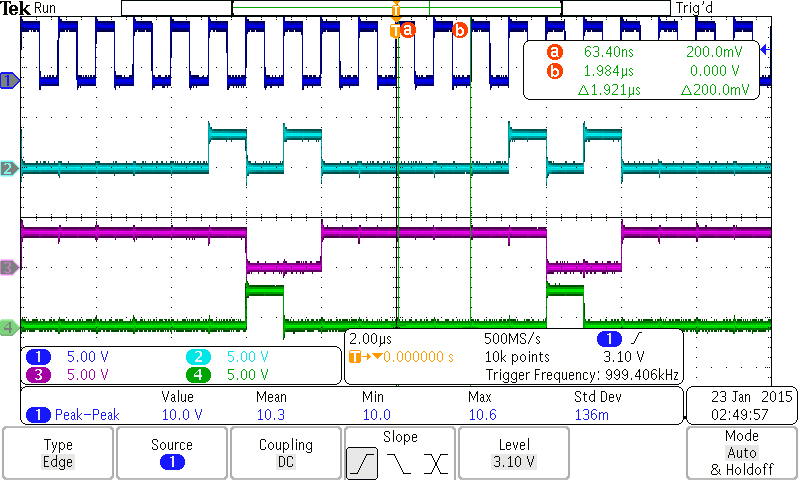 Tek Run Trig'd
T
T a b
a 63.40ns 200.0mV
b 1.984µs 0.000 V
△1.921µs △200.0mV
1
2
3
4
1 5.00 V 2 5.00 V
3 5.00 V 4 5.00 V
2.00µs 500MS/s 1
T→▼0.000000 s 10k points 3.10 V
Trigger Frequency: 999.406kHz
Value Mean Min Max Std Dev
1 Peak-Peak 10.0 V 10.3 10.0 10.6 136m
23 Jan 2015
02:49:57
Type
Edge
Source
1
Coupling
DC
Slope
Level
3.10 V
Mode
Auto
& Holdoff